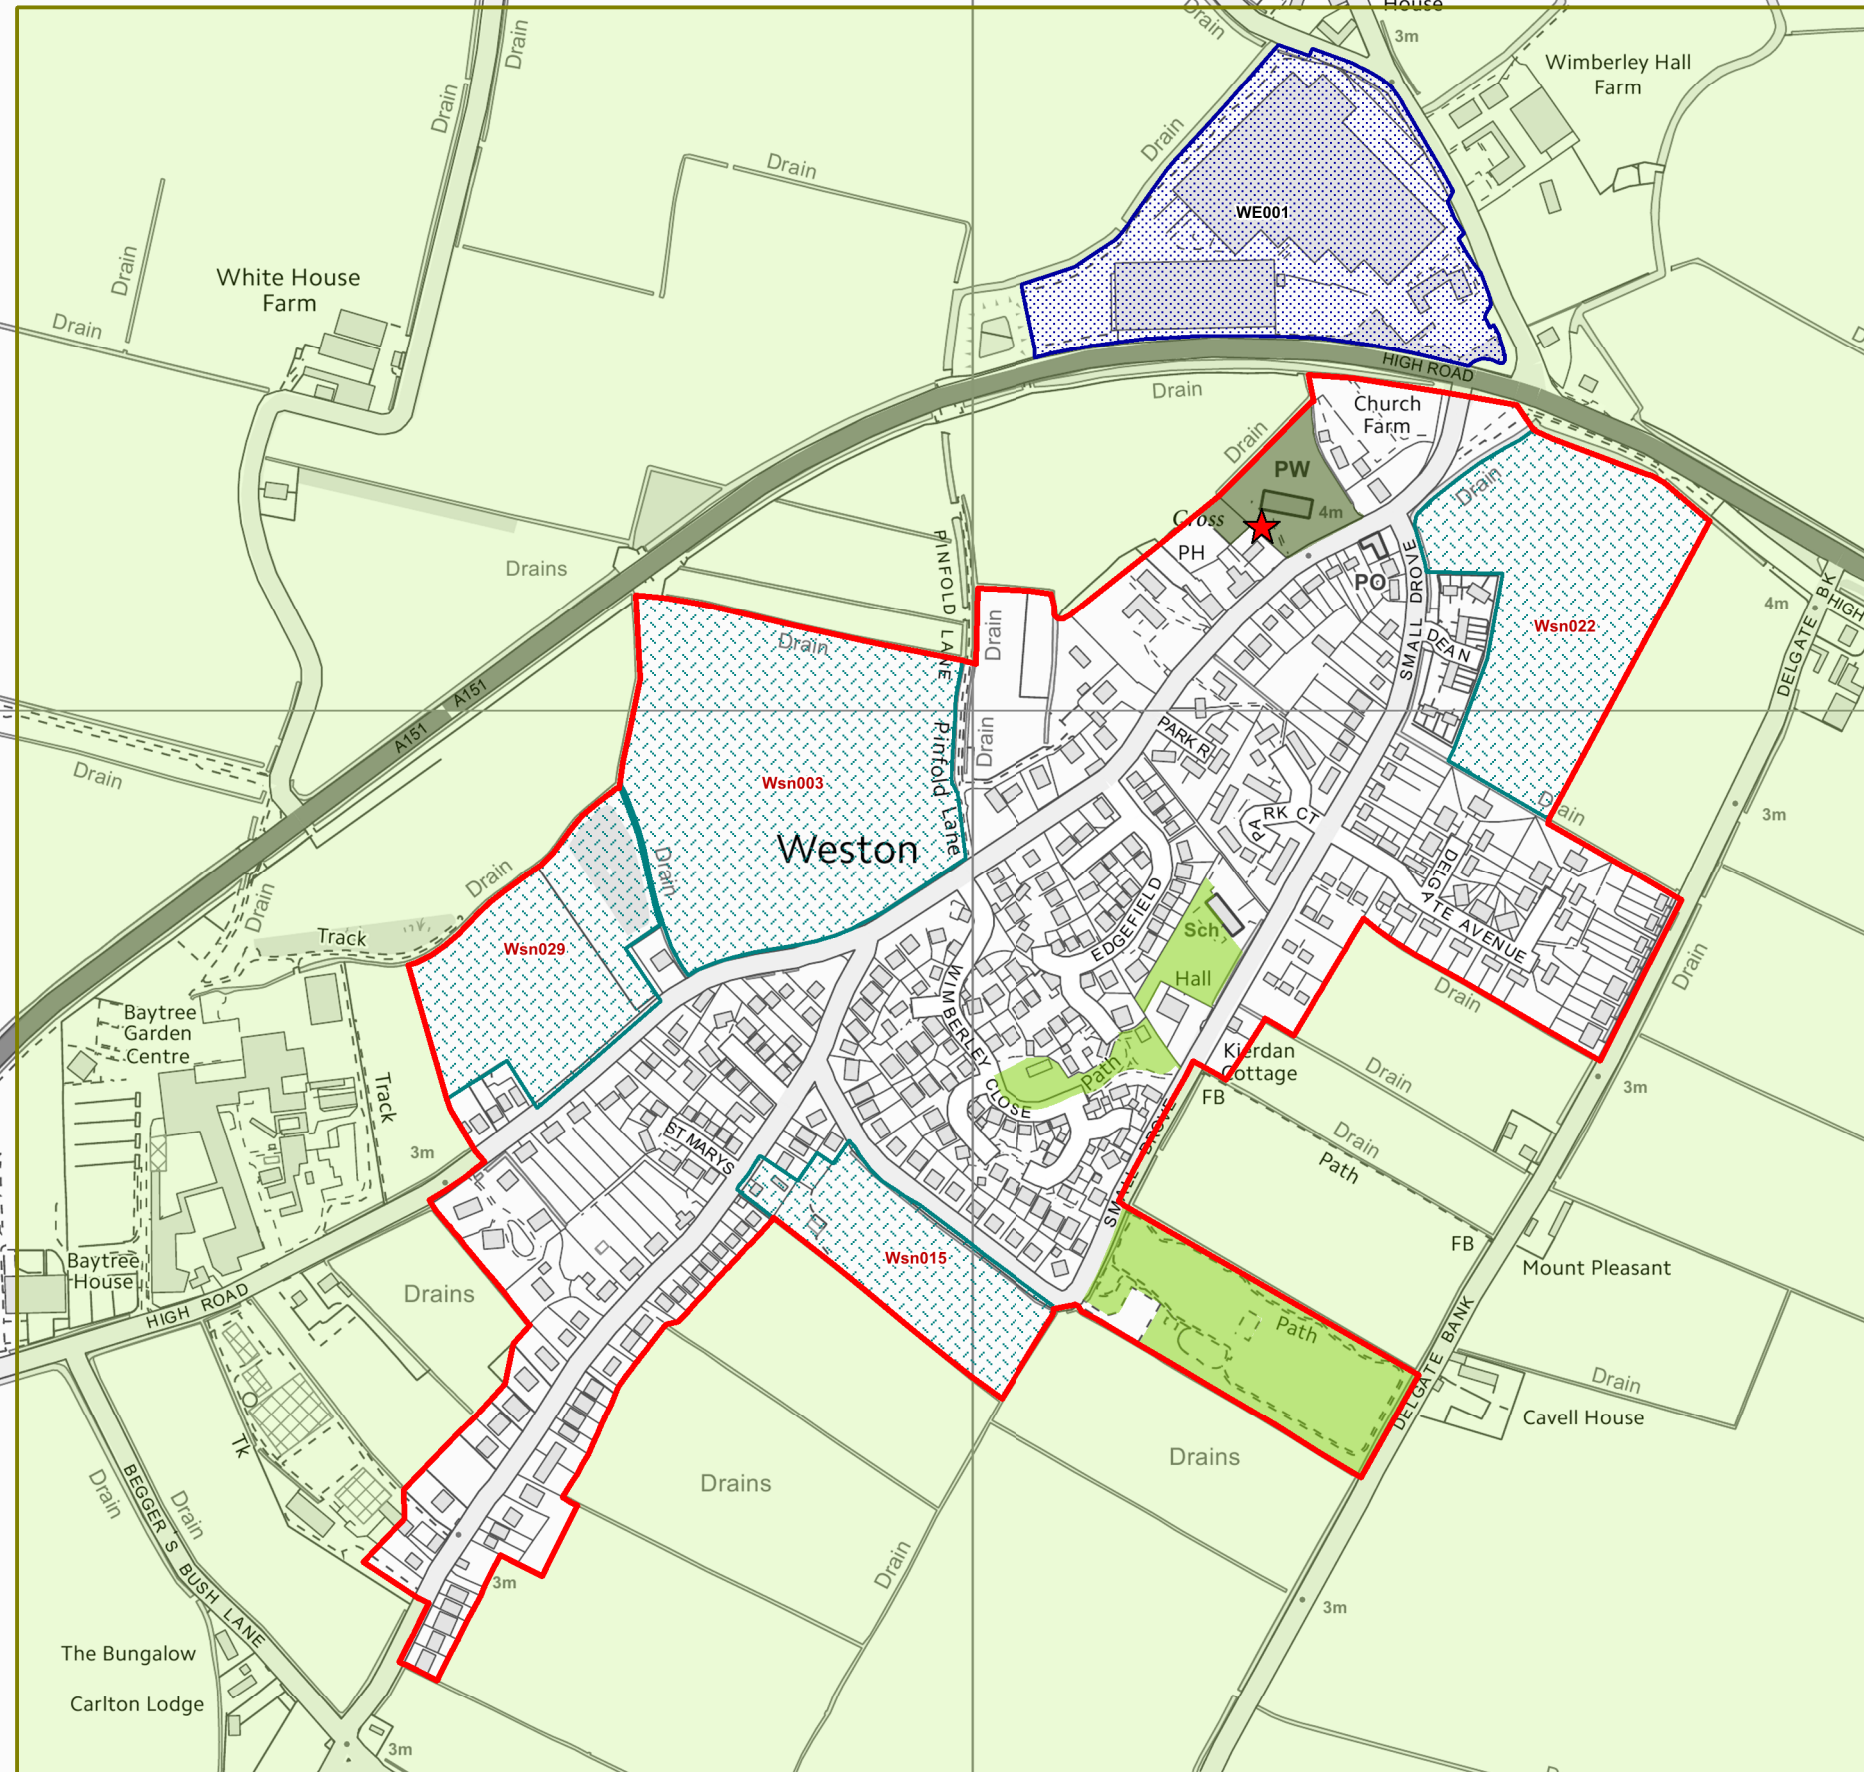 House
Drain
3m
Drain
Drain
Wimberley Hall
Farm
Drain
Drain
WE001
Drain
White House
Farm
Drain
HIGH ROAD
Drain
Church
Farm
Drain
PW
Drain
Cross
4m
PH
PO
Drains
PINFOLD LANE
SMALL DROVE
DEAN
Wsn022
4m
DELGATE BK
HIGH
Drain
Drain
A151
A151
Drain
Drain
PARK R
Pinfold Lane
Wsn003
Drain
3m
PARK CT
Weston
Drain
Drain
Drain
DELGATE AVENUE
EDGEFIELD
Sch
Track
Wsn029
Hall
Drain
Drain
WIMBERLEY CLOSE
Baytree
Garden
Centre
Track
Kierdan
Cottage
Path
FB
Drain
3m
3m
ST MARYS
SMALL DROVE
Drain
Path
Baytree
House
HIGH ROAD
Drains
Wsn015
FB
Mount Pleasant
Path
DELGATE BANK
Drain
Cavell House
Tk
Drains
Drains
Drain
Drain
BEGGER'S BUSH LANE
Drain
3m
3m
The Bungalow
Carlton Lodge
3m